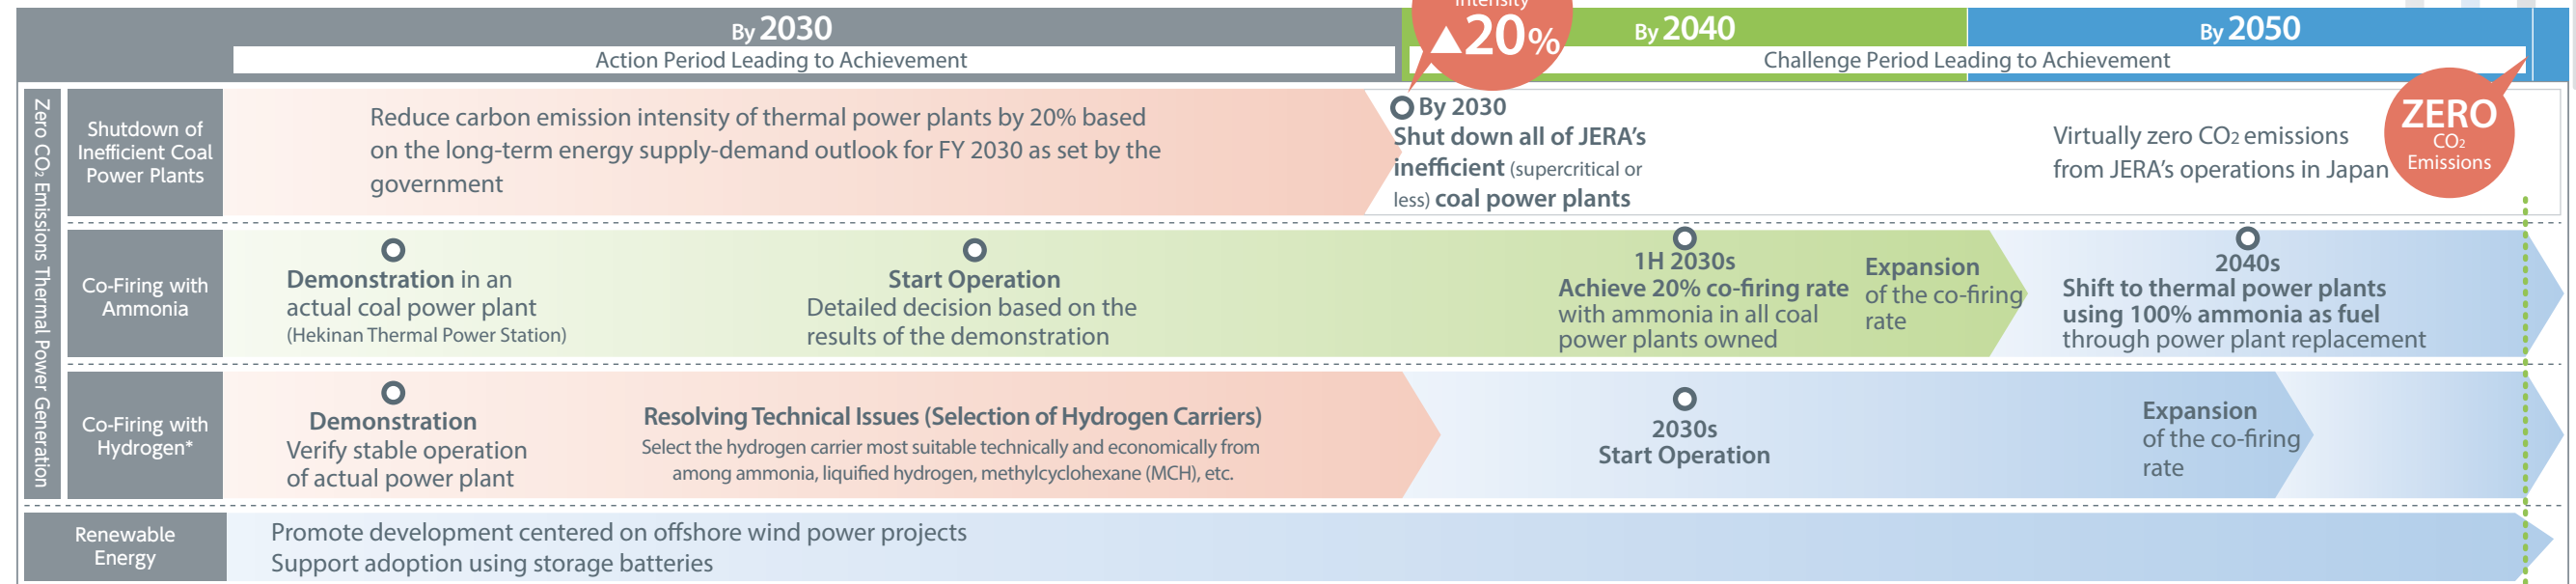 intensity
▲20%
By 2030
By 2040
By 2050
Action Period Leading to Achievement
Challenge Period Leading to Achievement
Zero CO₂ Emissions Thermal Power Generation
Shutdown of
Inefficient Coal
Power Plants
Reduce carbon emission intensity of thermal power plants by 20% based
on the long-term energy supply-demand outlook for FY 2030 as set by the
government
By 2030
Shut down all of JERA’s
inefficient (supercritical or
less) coal power plants
Virtually zero CO2 emissions
from JERA’s operations in Japan
ZERO
CO₂
Emissions
Co-Firing with
Ammonia
Demonstration in an
actual coal power plant
(Hekinan Thermal Power Station)
Start Operation
Detailed decision based on the
results of the demonstration
1H 2030s
Achieve 20% co-firing rate
with ammonia in all coal
power plants owned
Expansion
of the co-firing
rate
2040s
Shift to thermal power plants
using 100% ammonia as fuel
through power plant replacement
Co-Firing with
Hydrogen*
Demonstration
Verify stable operation
of actual power plant
Resolving Technical Issues (Selection of Hydrogen Carriers)
Select the hydrogen carrier most suitable technically and economically from
among ammonia, liquified hydrogen, methylcyclohexane (MCH), etc.
2030s
Start Operation
Expansion
of the co-firing
rate
Renewable
Energy
Promote development centered on offshore wind power projects
Support adoption using storage batteries